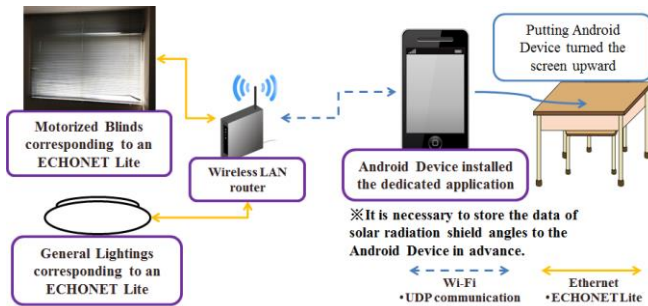 Putting Android
Device turned the
screen upward
Motorized Blinds
corresponding to an
ECHONET Lite
Wireless LAN
router
Android Device installed
the dedicated application
General Lightings
corresponding to an
ECHONET Lite
※It is necessary to store the data of
solar radiation shield angles to the
Android Device in advance.
Wi-Fi
・UDP communication
Ethernet
・ECHONET Lite